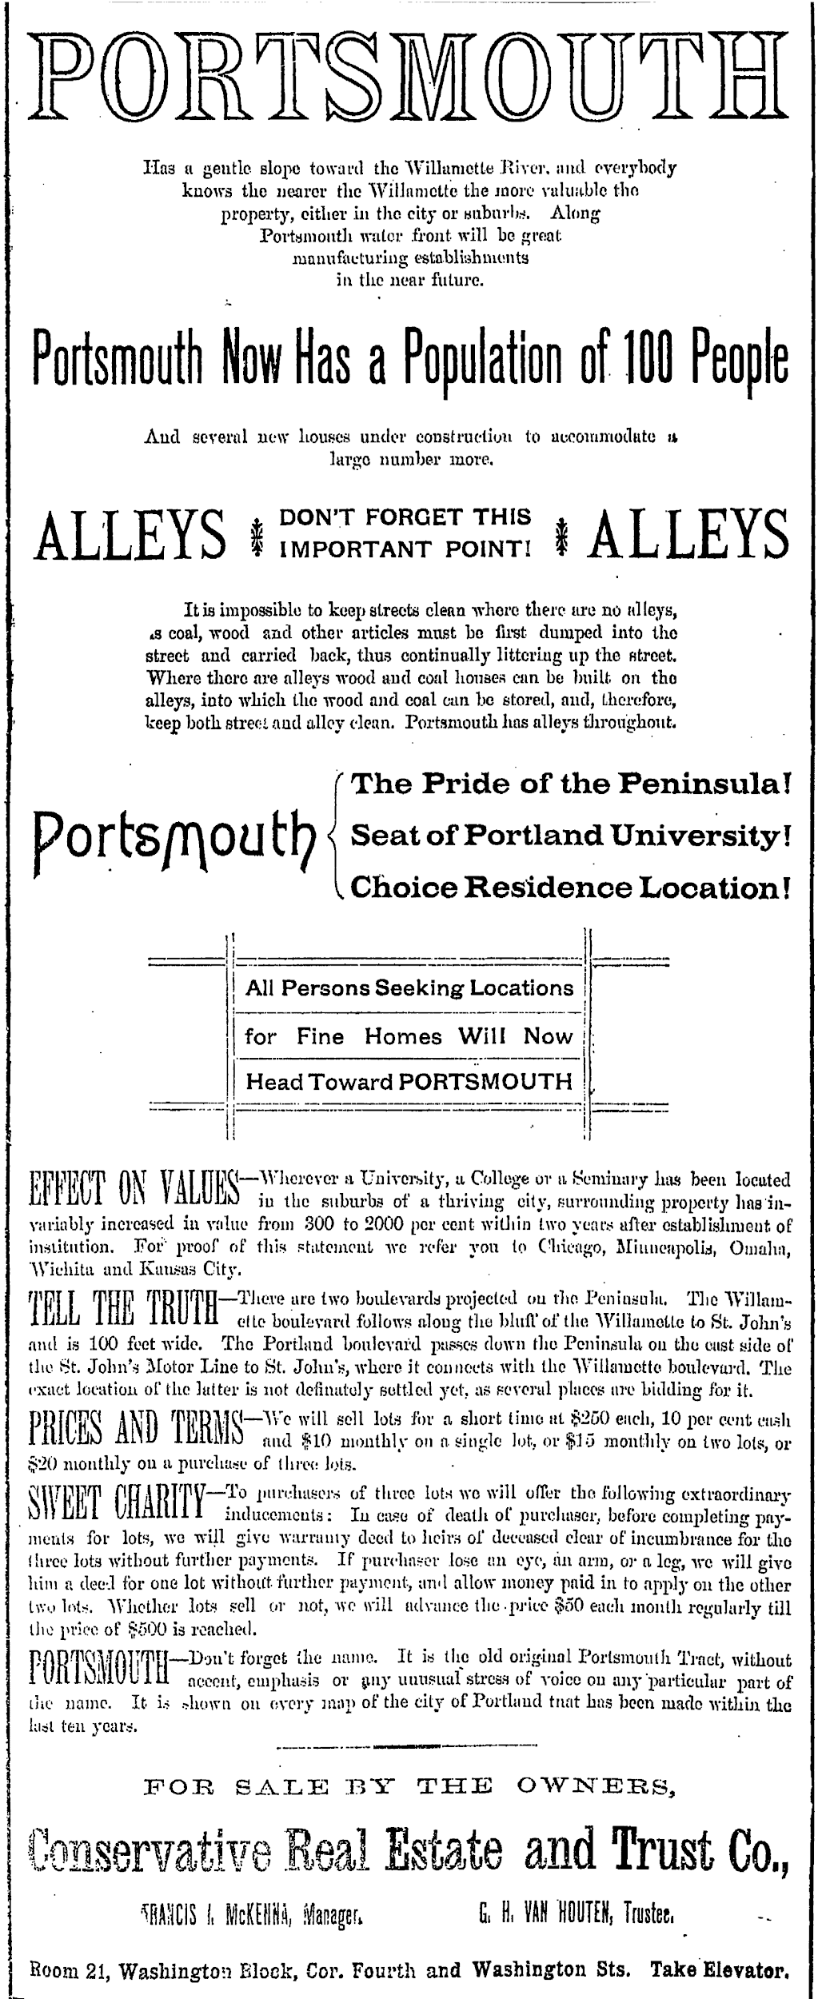 PORTSMOUTH
Has a gentle slope toward the Willamette River, and everybody
knows the nearer the Willamette the more valuable the
property, either in the city or suburbs. Along
Portsmouth water front will be great
manufacturing establishments
in the near future.
Portsmouth Now Has a Population of 100 People
And several new houses under construction to accommodate a
large number more.
ALLEYS DON'T FORGET THIS ALLEYS
IMPORTANT POINT!
It is impossible to keep streets clean where there are no alleys,
as coal, wood and other articles must be first dumped into the
street and carried back, thus continually littering up the street.
Where there are alleys wood and coal houses can be built on the
alleys, into which the wood and coal can be stored, and, therefore,
keep both street and alley clean. Portsmouth has alleys throughout.
Portsmouth
The Pride of the Peninsula!
Seat of Portland University!
Choice Residence Location!
All Persons Seeking Locations
for Fine Homes Will Now
Head Toward PORTSMOUTH
EFFECT ON VALUES—Wherever a University, a College or a Seminary has been located
in the suburbs of a thriving city, surrounding property has in-
variably increased in value from 300 to 2000 per cent within two years after establishment of
institution. For proof of this statement we refer you to Chicago, Minneapolis, Omaha,
Wichita and Kansas City.
TELL THE TRUTH—There are two boulevards projected on the Peninsula. The Willam-
ette boulevard follows along the bluff of the Willamette to St. John's
and is 100 feet wide. The Portland boulevard passes down the Peninsula on the east side of
the St. John's Motor Line to St. John's, where it connects with the Willamette boulevard. The
exact location of the latter is not definately settled yet, as several places are bidding for it.
PRICES AND TERMS—We will sell lots for a short time at $250 each, 10 per cent cash
and $10 monthly on a single lot, or $15 monthly on two lots, or
$20 monthly on a purchase of three lots.
SWEET CHARITY—To purchasers of three lots we will offer the following extraordinary
inducements: In case of death of purchaser, before completing pay-
ments for lots, we will give warranty deed to heirs of deceased clear of incumbrance for the
three lots without further payments. If purchaser lose an eye, an arm, or a leg, we will give
him a deed for one lot without further payment, and allow money paid in to apply on the other
two lots. Whether lots sell or not, we will advance the price $50 each month regularly till
the price of $500 is reached.
PORTSMOUTH—Don't forget the name. It is the old original Portsmouth Tract, without
accent, emphasis or any unusual stress of voice on any particular part of
the name. It is shown on every map of the city of Portland that has been made within the
last ten years.
FOR SALE BY THE OWNERS,
Conservative Real Estate and Trust Co.,
FRANCIS I. McKENNA, Manager. G. H. VAN HOUTEN, Trustee.
Room 21, Washington Block, Cor. Fourth and Washington Sts. Take Elevator.